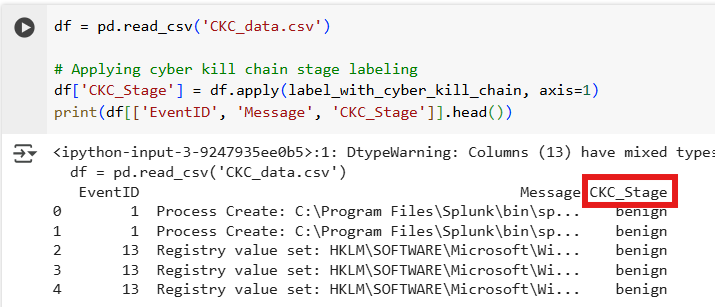 df = pd.read_csv('CKC_data.csv')
# Applying cyber kill chain stage labeling
df['CKC_Stage'] = df.apply(label_with_cyber_kill_chain, axis=1)
print(df[['EventID', 'Message', 'CKC_Stage']].head())
<ipython-input-3-9247935ee0b5>:1: DtypeWarning: Columns (13) have mixed types
  df = pd.read_csv('CKC_data.csv')
   EventID                                            Message CKC_Stage
0        1  Process Create: C:\Program Files\Splunk\bin\sp...    benign
1        1  Process Create: C:\Program Files\Splunk\bin\sp...    benign
2       13  Registry value set: HKLM\SOFTWARE\Microsoft\Wi...    benign
3       13  Registry value set: HKLM\SOFTWARE\Microsoft\Wi...    benign
4       13  Registry value set: HKLM\SOFTWARE\Microsoft\Wi...    benign